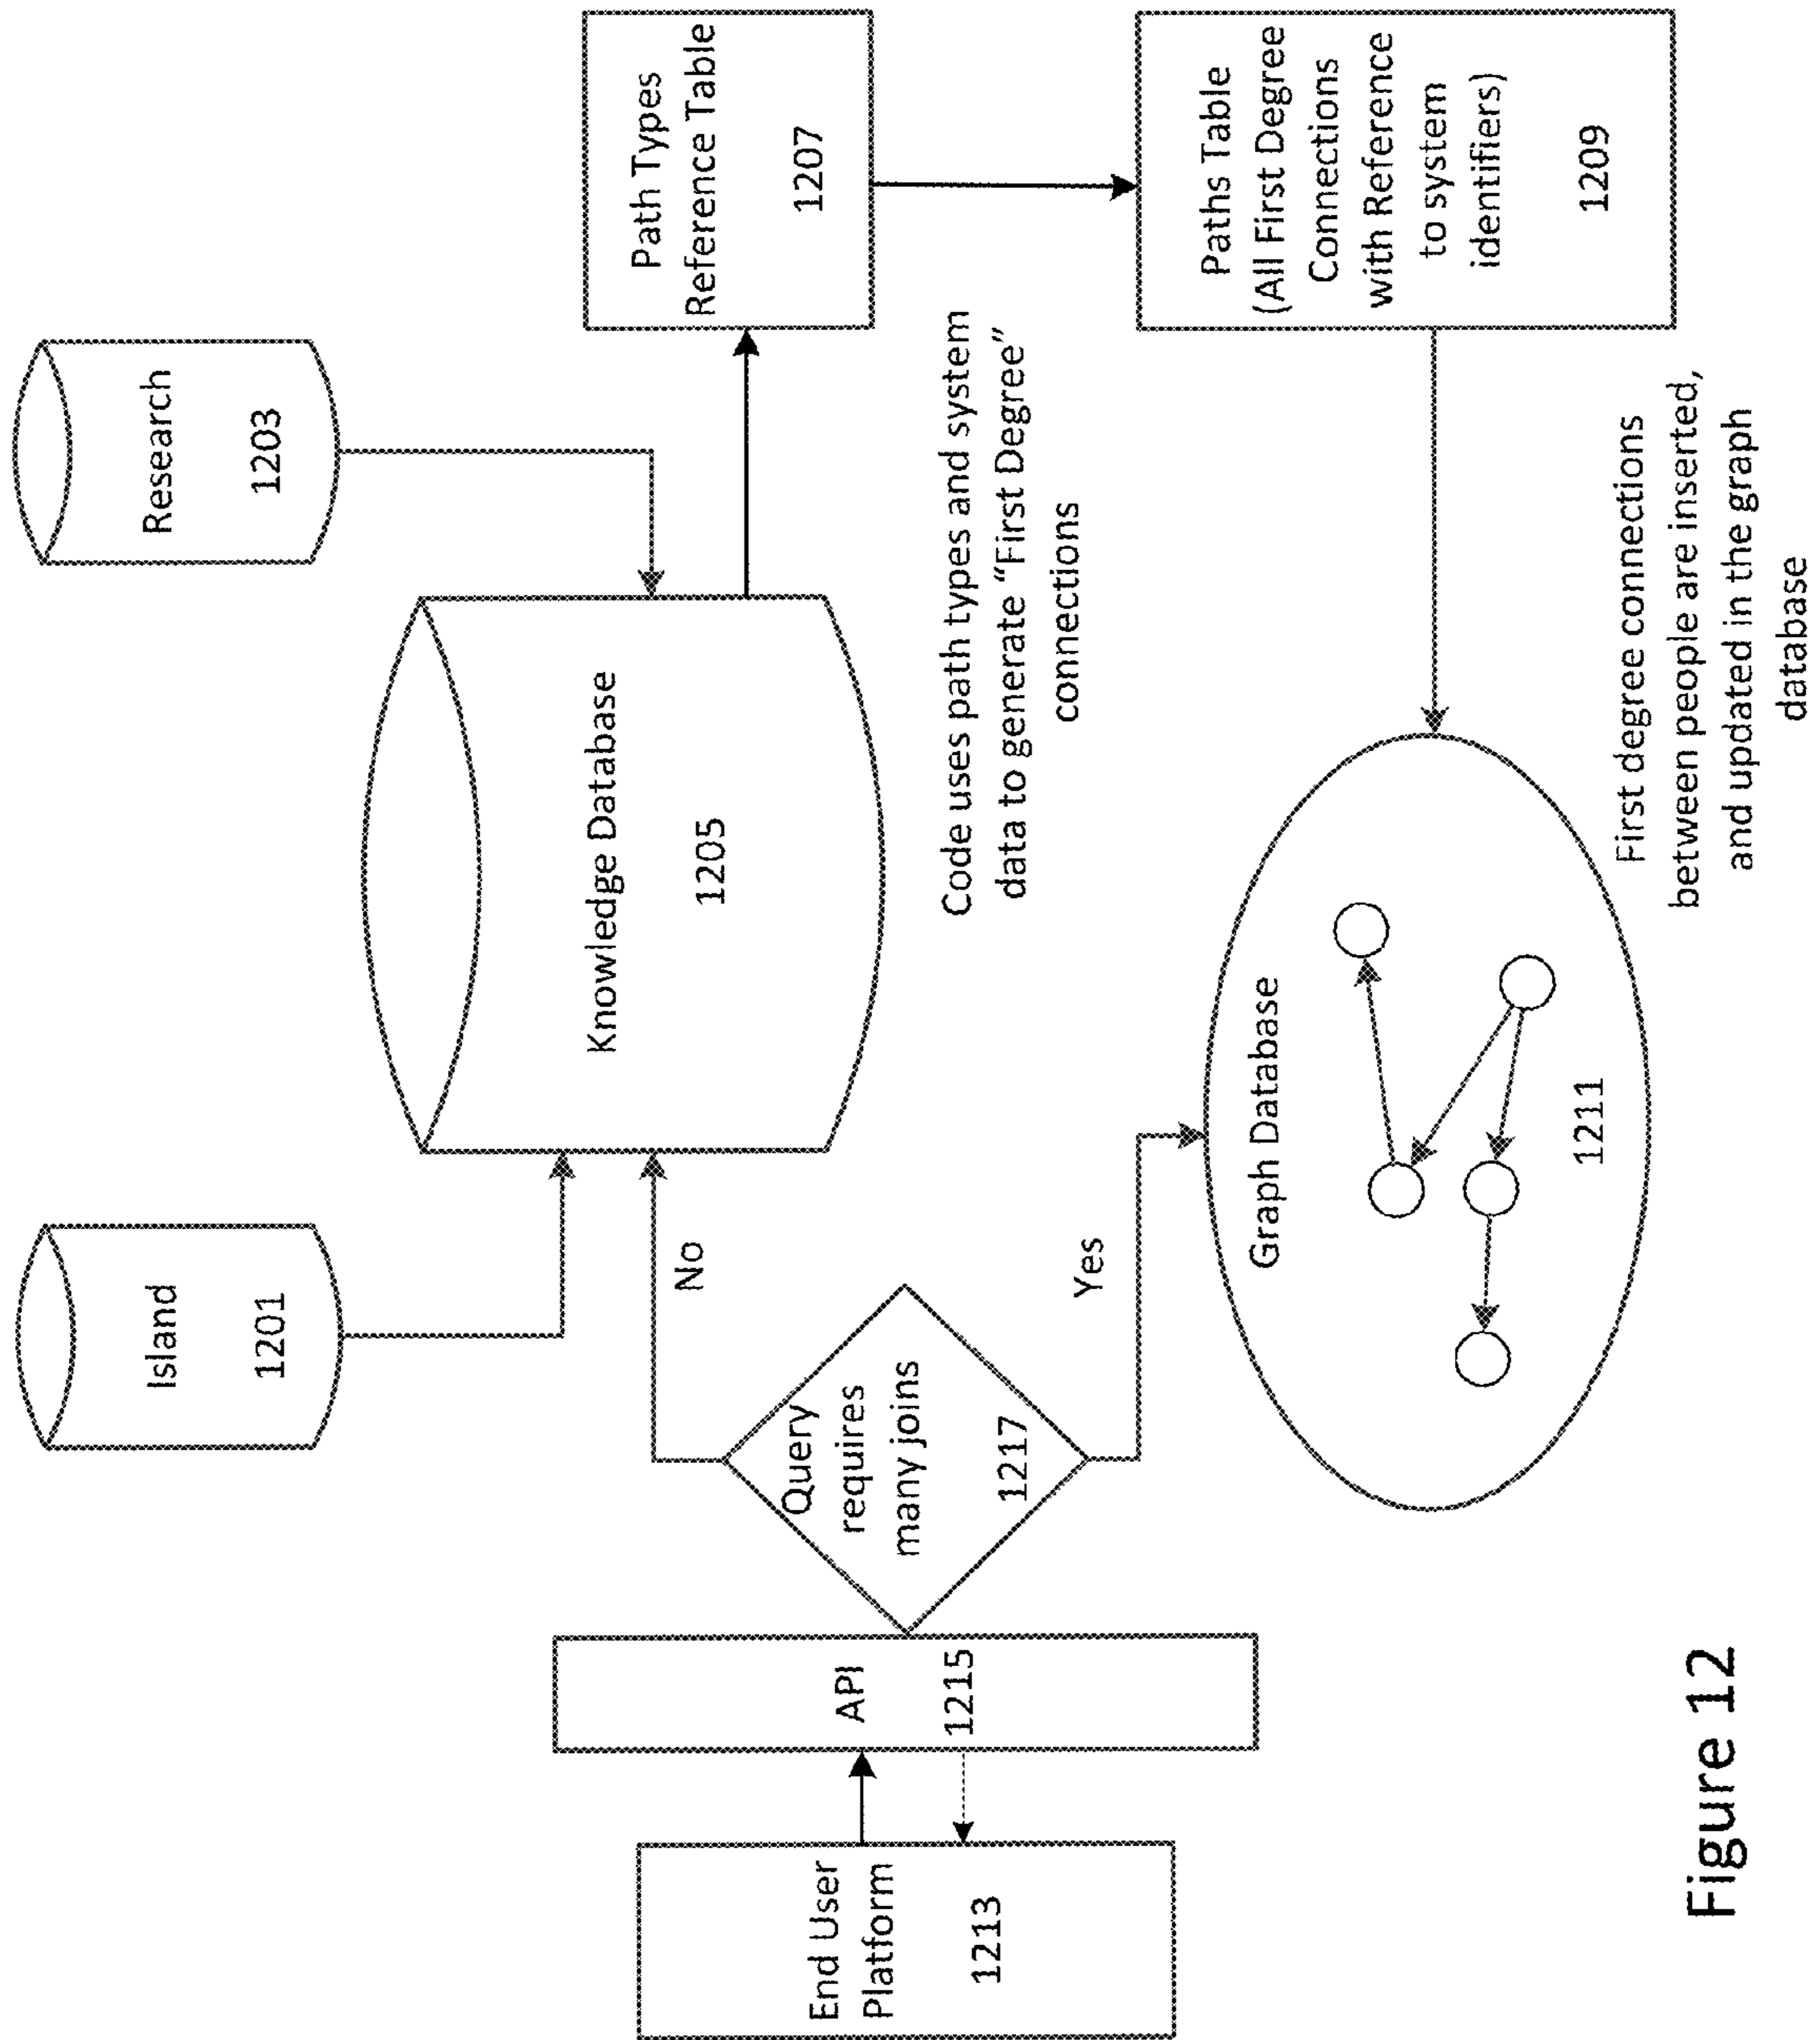 Island
1201
Research
1203
Knowledge Database
1205
Path Types
Reference Table
1207
Code uses path types and system
data to generate “First Degree”
connections
Paths Table
(All First Degree
Connections
with Reference
to system
identifiers)
1209
First degree connections
between people are inserted,
and updated in the graph
database
End User
Platform
1213
API
1215
Query
requires
many joins
1217
No
Yes
Graph Database
1211
Figure 12